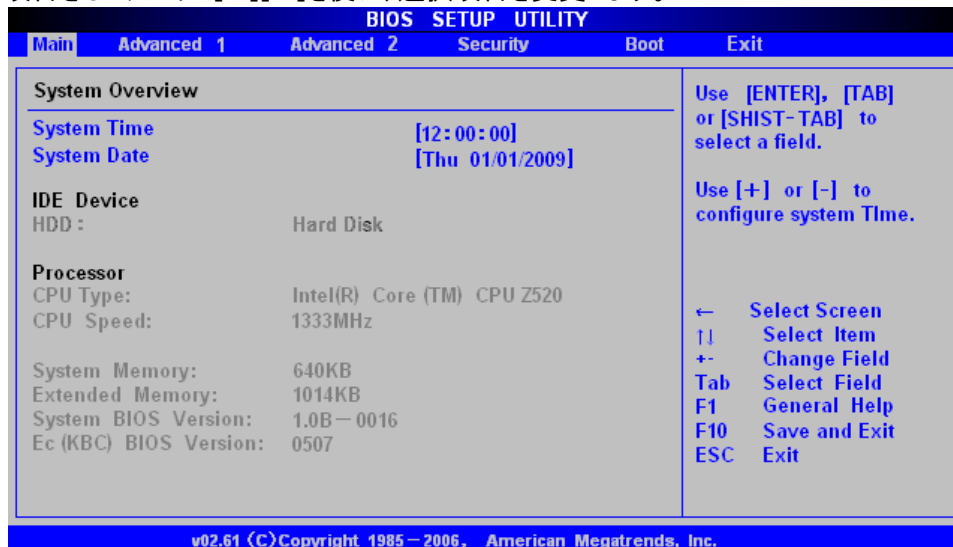 BIOS SETUP UTILITY
Main Advanced 1 Advanced 2 Security Boot Exit
System Overview
System Time [12:00:00]
System Date [Thu 01/01/2009]
IDE Device
HDD: Hard Disk
Processor
CPU Type: Intel(R) Core (TM) CPU Z520
CPU Speed: 1333MHz
System Memory: 640KB
Extended Memory: 1014KB
System BIOS Version: 1.0B-0016
Ec (KBC) BIOS Version: 0507
Use [ENTER], [TAB]
or [SHIST-TAB] to
select a field.
Use [+] or [-] to
configure system TIme.
← Select Screen
↑↓ Select Item
+- Change Field
Tab Select Field
F1 General Help
F10 Save and Exit
ESC Exit
v02.61 (C)Copyright 1985-2006, American Megatrends, Inc.